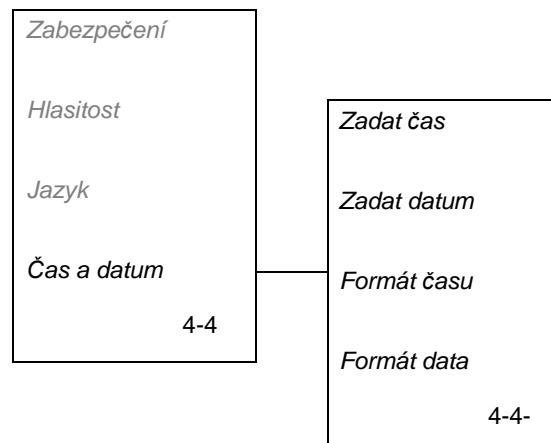 Zabezpečení
Hlasitost
Jazyk
Čas a datum
4-4
Zadat čas
Zadat datum
Formát času
Formát data
4-4-